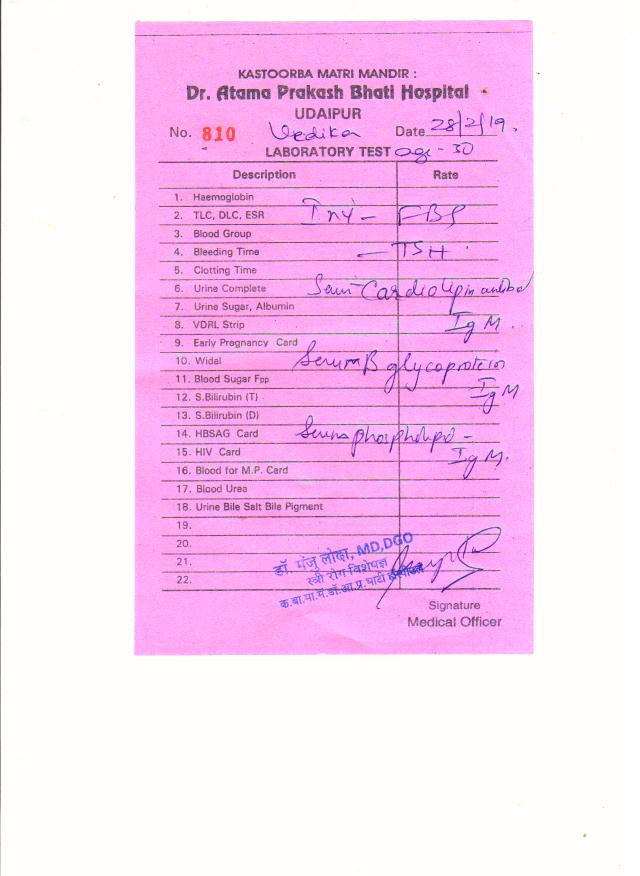 KASTOORBA MATRI MANDIR :
Dr. Atama Prakash Bhati Hospital
UDAIPUR
No. 810 Vedika Date 28/2/19.
LABORATORY TEST age - 30
Description Rate
1. Haemoglobin
2. TLC, DLC, ESR Inv - FBS
3. Blood Group
4. Bleeding Time - TSH
5. Clotting Time
6. Urine Complete Cardiolipin
7. Urine Sugar, Albumin
8. VDRL Strip IgM.
9. Early Pregnancy Card
10. Widal Serum B glycoprotein
11. Blood Sugar Fpp
12. S.Bilirubin (T) IgM
13. S.Bilirubin (D)
14. HBSAG Card Serum phospholipid -
15. HIV Card IgM.
16. Blood for M.P. Card
17. Blood Urea
18. Urine Bile Salt Bile Pigment
19.
20.
21.
22.
डॉ. मंजु लोढ़ा, MD,DGO
स्त्री रोग विशेषज्ञ
Signature
Medical Officer